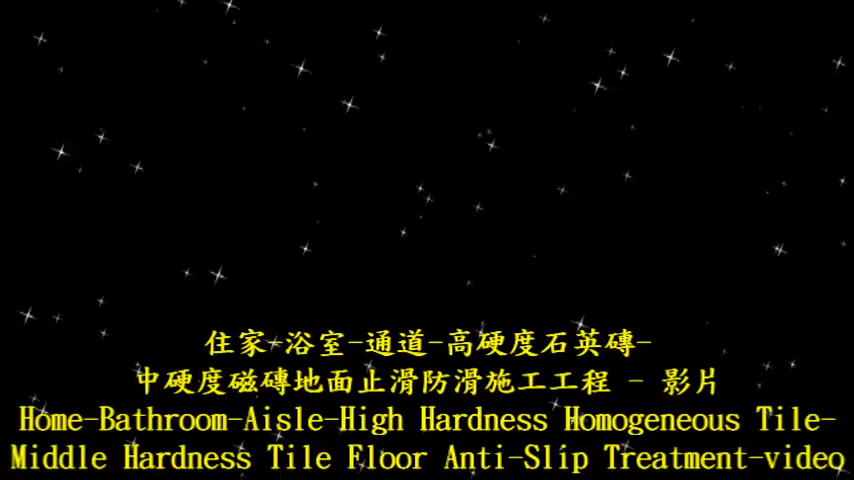 住家-浴室-通道-高硬度石英磚-
中硬度磁磚地面止滑防滑施工工程 - 影片
Home-Bathroom-Aisle-High Hardness Homogeneous Tile-
Middle Hardness Tile Floor Anti-Slip Treatment-video